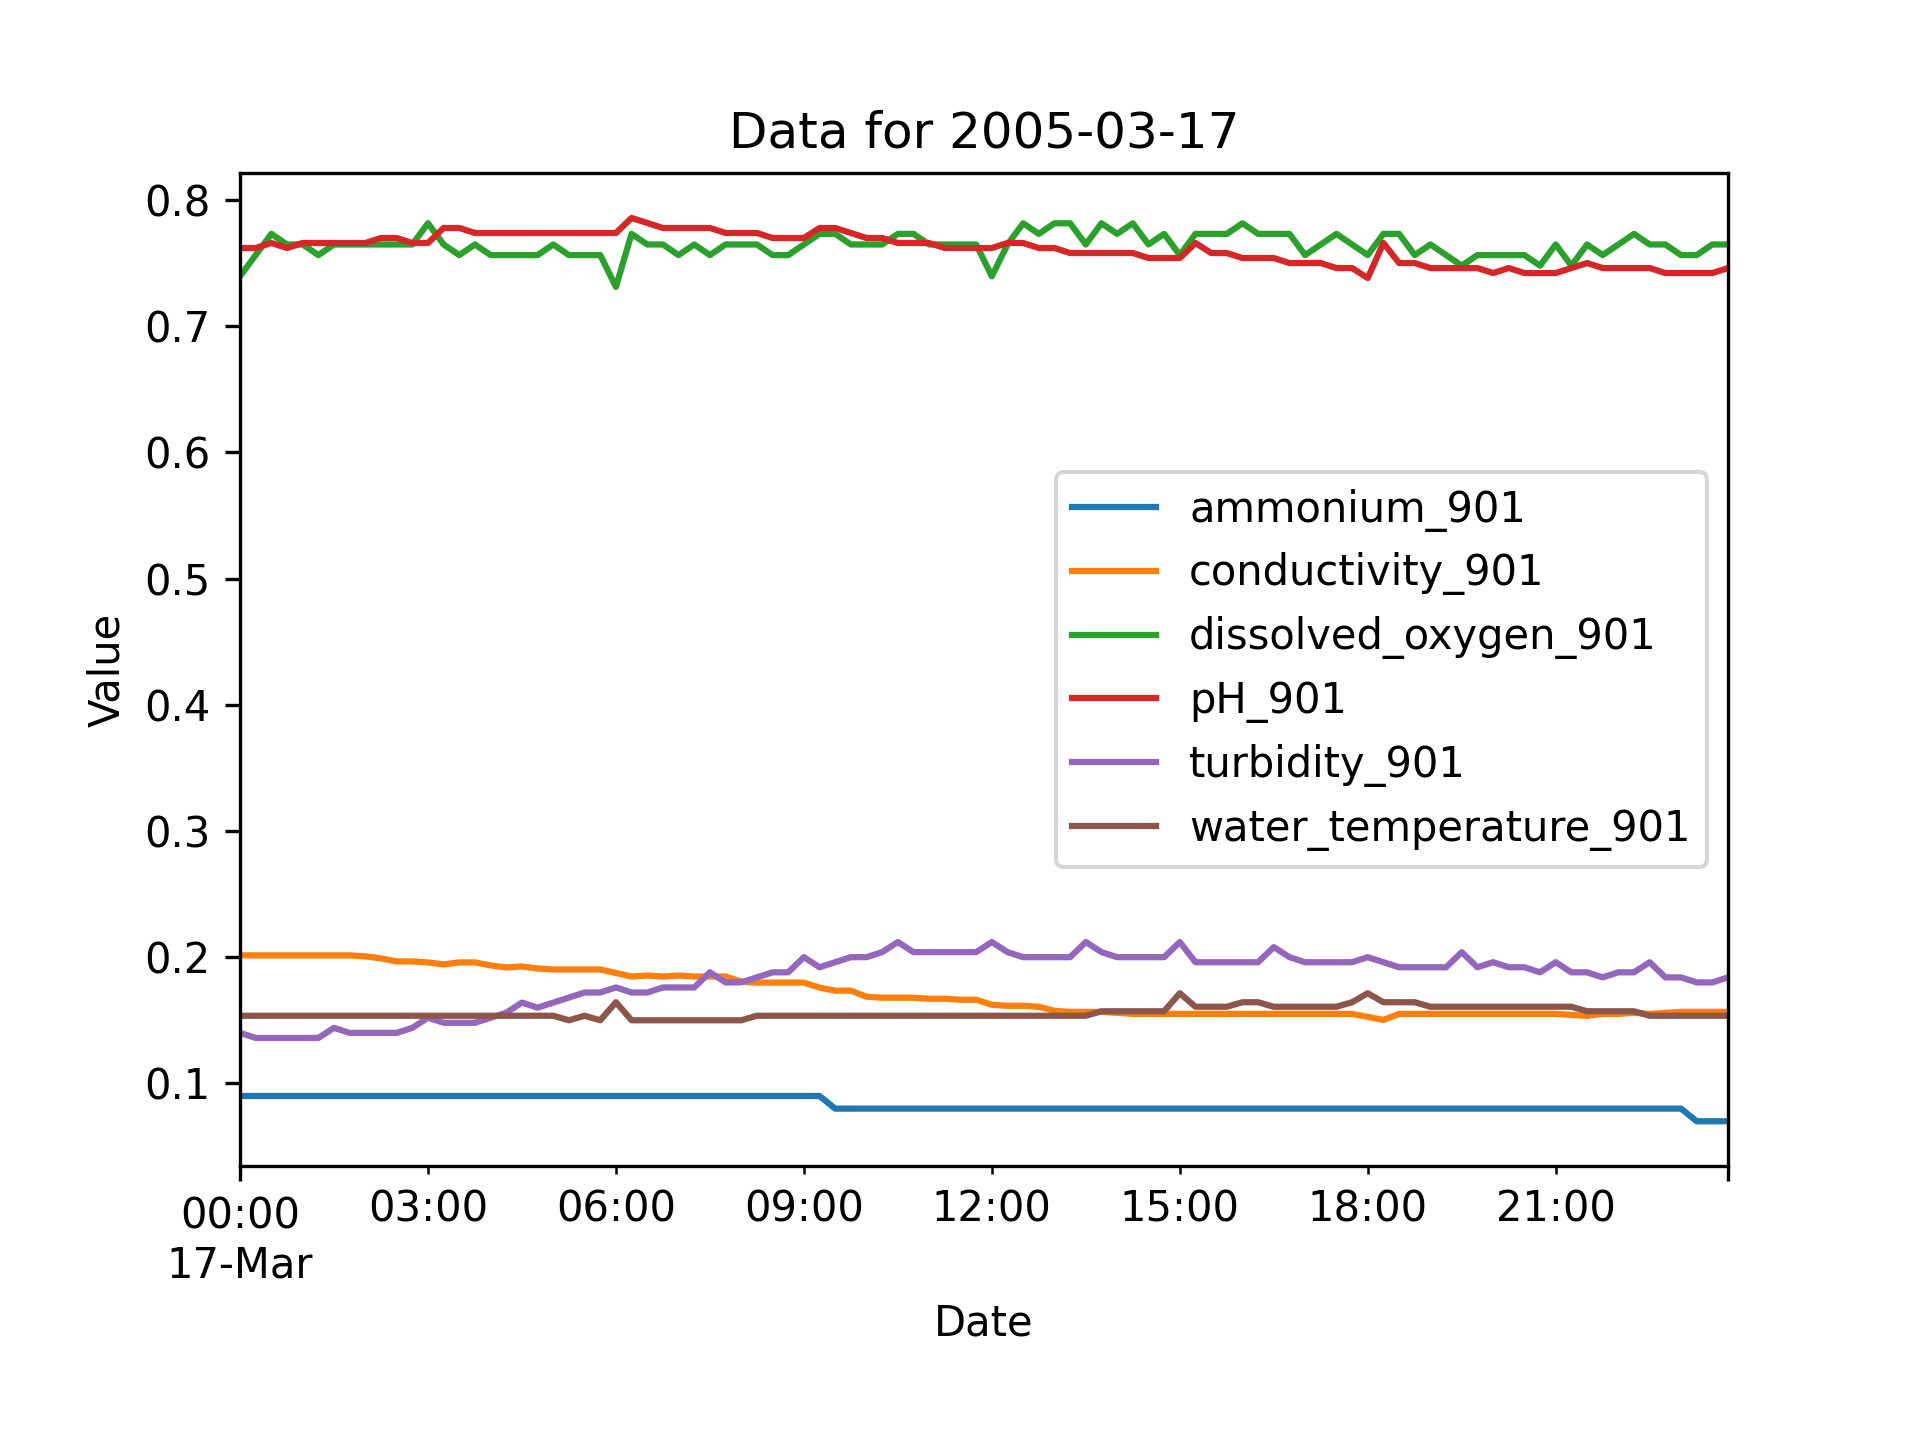 Data for 2005-03-17
Value
0.8
0.7
0.6
0.5
0.4
0.3
0.2
0.1
ammonium_901
conductivity_901
dissolved_oxygen_901
pH_901
turbidity_901
water_temperature_901
00:00 03:00 06:00 09:00 12:00 15:00 18:00 21:00
17-Mar
Date